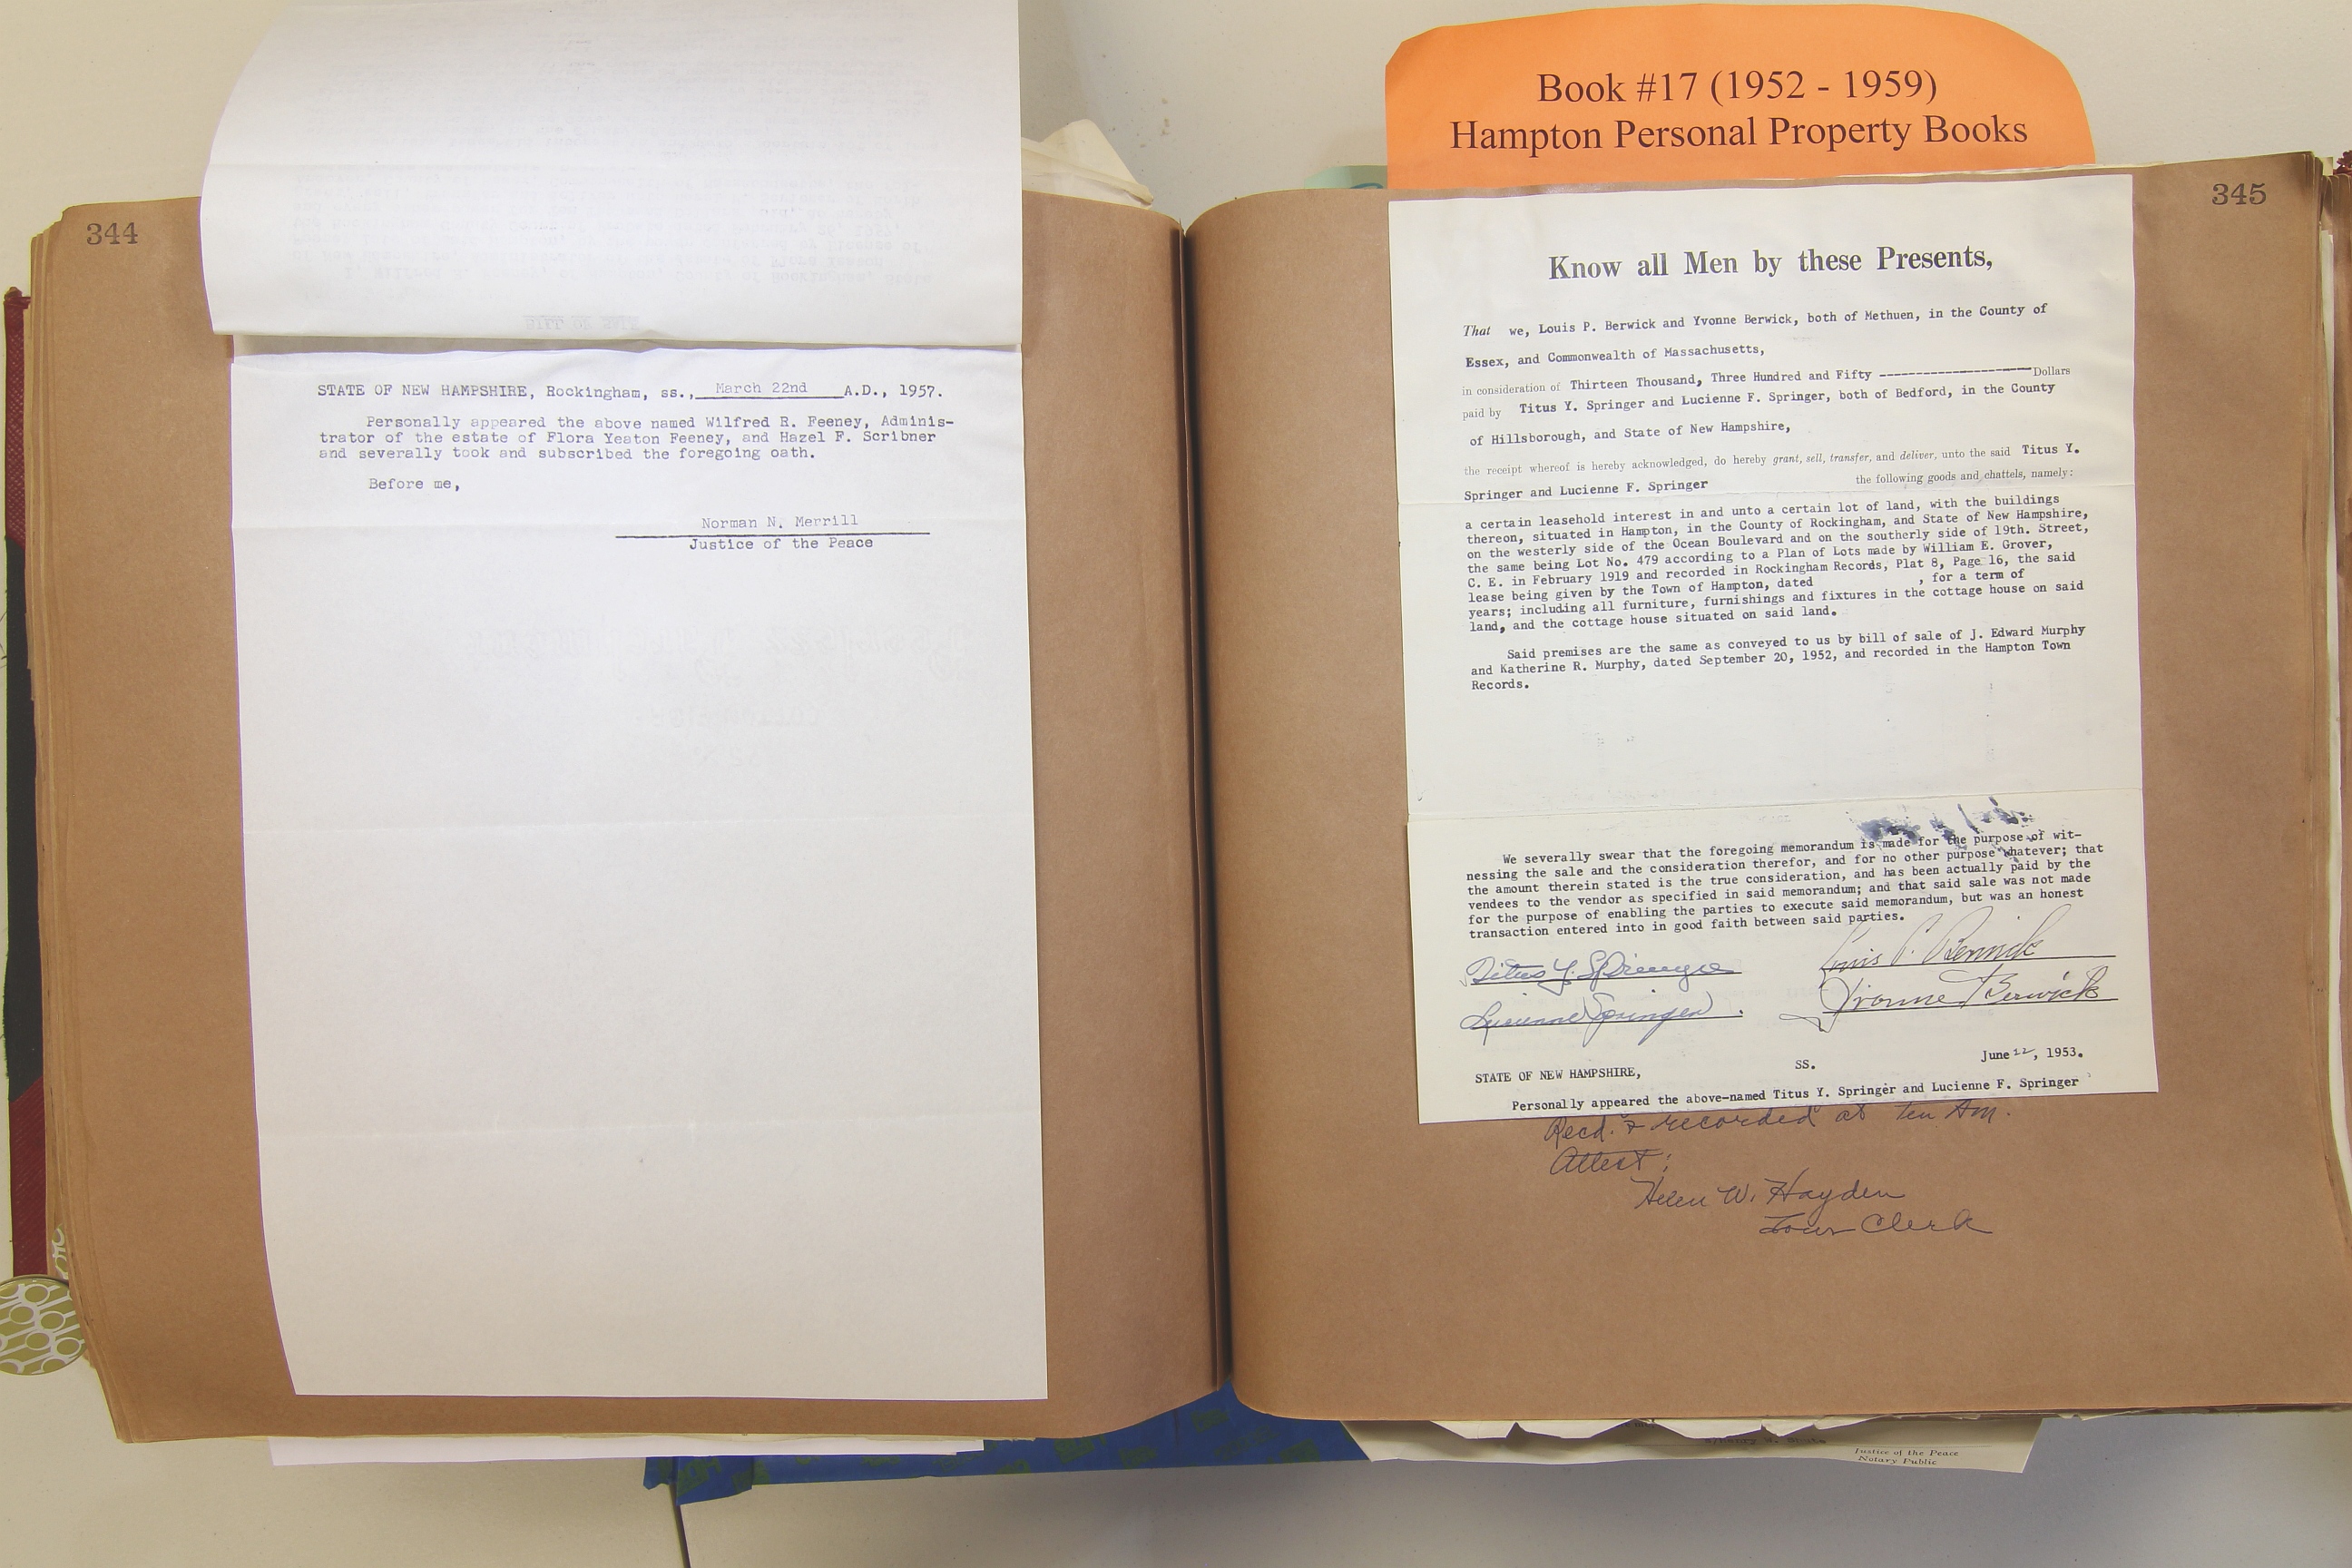 Book #17 (1952 - 1959)
Hampton Personal Property Books
344
STATE OF NEW HAMPSHIRE, Rockingham, ss., March 22nd A.D., 1957.
Personally appeared the above named Wilfred R. Feeney, Adminis-
trator of the estate of Flora Yeaton Feeney, and Hazel F. Scribner
and severally took and subscribed the foregoing oath.
Before me,
Norman N. Merrill
Justice of the Peace
345
Know all Men by these Presents,
That we, Louis P. Berwick and Yvonne Berwick, both of Methuen, in the County of
Essex, and Commonwealth of Massachusetts,
in consideration of Thirteen Thousand, Three Hundred and Fifty ---------------------- Dollars
paid by Titus Y. Springer and Lucienne F. Springer, both of Bedford, in the County
of Hillsborough, and State of New Hampshire,
the receipt whereof is hereby acknowledged, do hereby grant, sell, transfer, and deliver, unto the said Titus Y.
Springer and Lucienne F. Springer the following goods and chattels, namely:
a certain leasehold interest in and unto a certain lot of land, with the buildings
thereon, situated in Hampton, in the County of Rockingham, and State of New Hampshire,
on the westerly side of the Ocean Boulevard and on the southerly side of 19th. Street,
the same being Lot No. 479 according to a Plan of Lots made by William E. Grover,
C. E. in February 1919 and recorded in Rockingham Records, Plat 8, Page 16, the said
lease being given by the Town of Hampton, dated , for a term of
years; including all furniture, furnishings and fixtures in the cottage house on said
land, and the cottage house situated on said land.
Said premises are the same as conveyed to us by bill of sale of J. Edward Murphy
and Katherine R. Murphy, dated September 20, 1952, and recorded in the Hampton Town
Records.
We severally swear that the foregoing memorandum is made for the purpose of wit-
nessing the sale and the consideration therefor, and for no other purpose whatever; that
the amount therein stated is the true consideration, and has been actually paid by the
vendees to the vendor as specified in said memorandum; and that said sale was not made
for the purpose of enabling the parties to execute said memorandum, but was an honest
transaction entered into in good faith between said parties.
Titus Y. Springer Louis P. Berwick
Lucienne Springer. Yvonne Berwick
STATE OF NEW HAMPSHIRE, SS. June 12, 1953.
Personally appeared the above-named Titus Y. Springer and Lucienne F. Springer
Recd. & recorded at ten Am.
Attest:
Helen W. Hayden
Town Clerk
Justice of the Peace
Notary Public